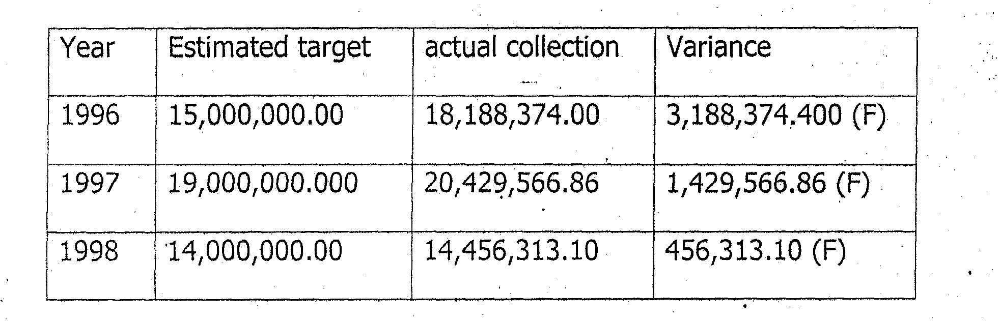 Year Estimated target actual collection Variance
1996 15,000,000.00 18,188,374.00 3,188,374.400 (F)
1997 19,000,000.000 20,429,566.86 1,429,566.86 (F)
1998 14,000,000.00 14,456,313.10 456,313.10 (F)